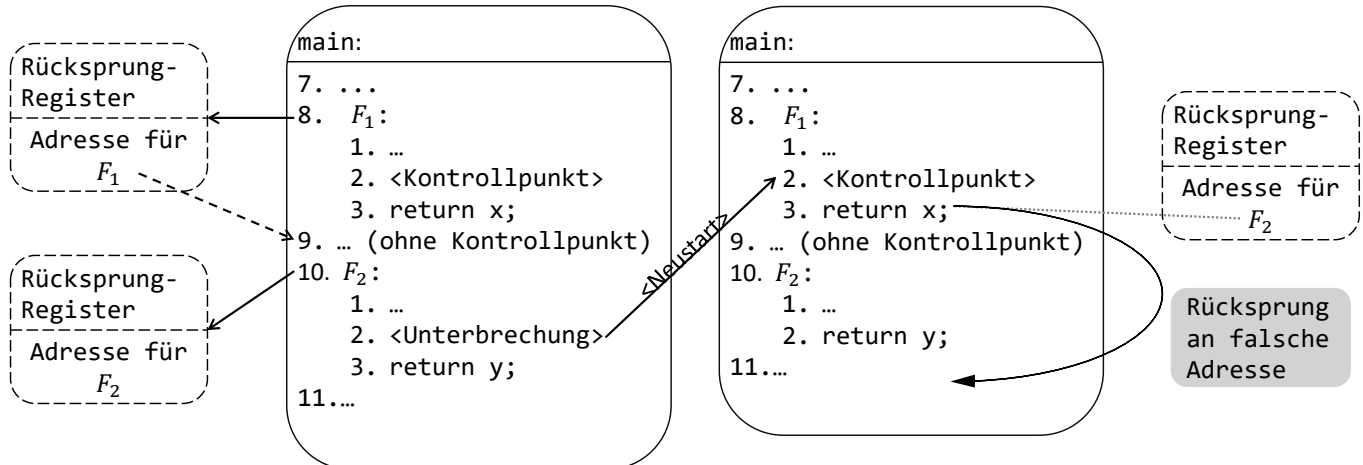 Rücksprung-
Register
Adresse für
F₁
Rücksprung-
Register
Adresse für
F₂
main:
7. ...
8. F₁:
1. …
2. <Kontrollpunkt>
3. return x;
9. … (ohne Kontrollpunkt)
10. F₂:
1. …
2. <Unterbrechung>
3. return y;
11.…
<Neustart>
main:
7. ...
8. F₁:
1. …
2. <Kontrollpunkt>
3. return x;
9. … (ohne Kontrollpunkt)
10. F₂:
1. …
2. return y;
11.…
Rücksprung-
Register
Adresse für
F₂
Rücksprung
an falsche
Adresse